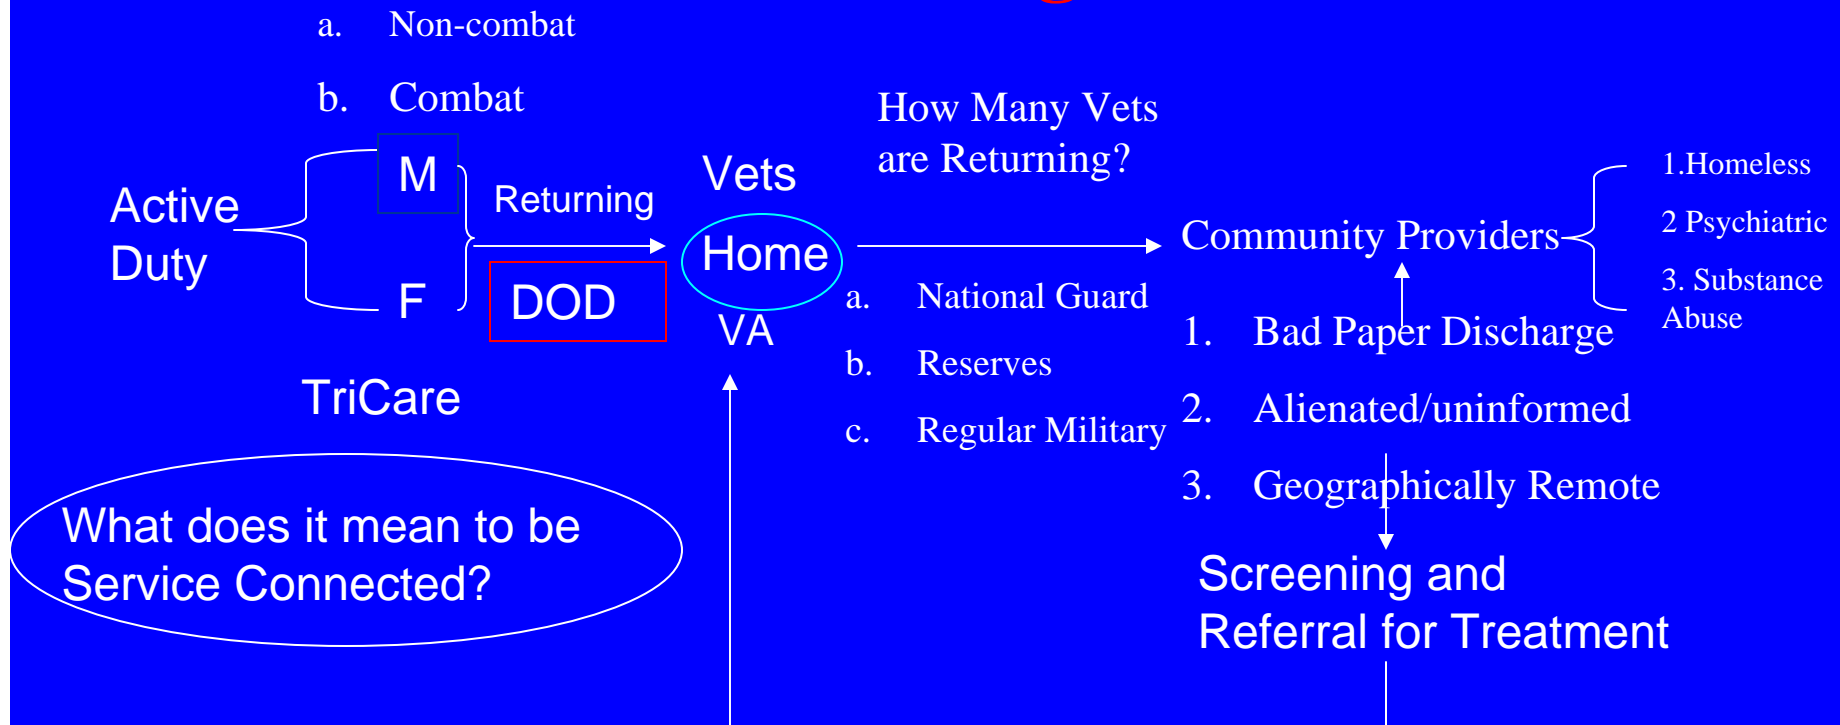 a. Non-combat
b. Combat
Active
Duty
M
F
Returning
DOD
TriCare
What does it mean to be
Service Connected?
Vets
Home
VA
How Many Vets
are Returning?
a. National Guard
b. Reserves
c. Regular Military
Community Providers
1. Bad Paper Discharge
2. Alienated/uninformed
3. Geographically Remote
Screening and
Referral for Treatment
1.Homeless
2 Psychiatric
3. Substance
Abuse